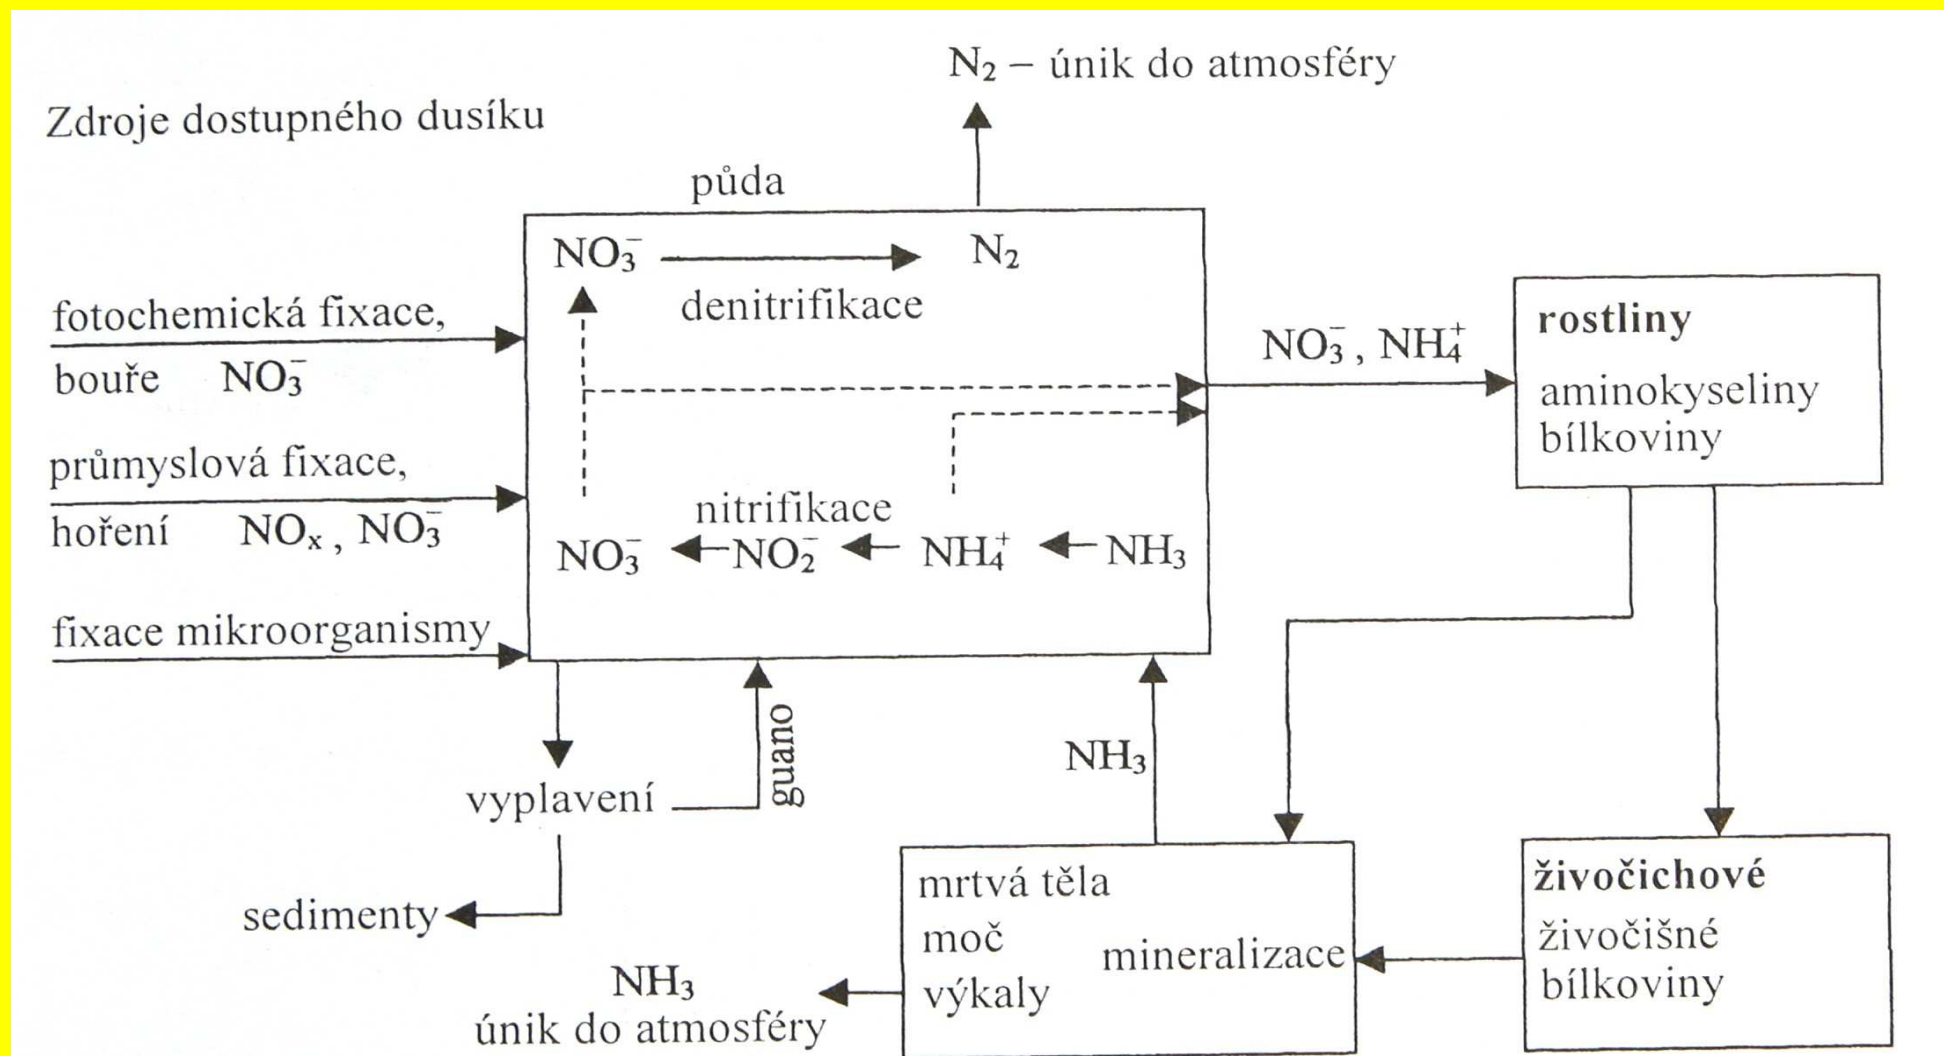 N₂ – únik do atmosféry
Zdroje dostupného dusíku
půda
NO₃⁻ N₂
denitrifikace
fotochemická fixace,
bouře NO₃⁻
průmyslová fixace,
hoření NOₓ, NO₃⁻
fixace mikroorganismy
nitrifikace
NO₃⁻ NO₂⁻ NH₄⁺ NH₃
NO₃⁻, NH₄⁺
rostliny
aminokyseliny
bílkoviny
vyplavení
guano
sedimenty
NH₃
mrtvá těla
moč
výkaly
mineralizace
živočichové
živočišné
bílkoviny
NH₃
únik do atmosféry